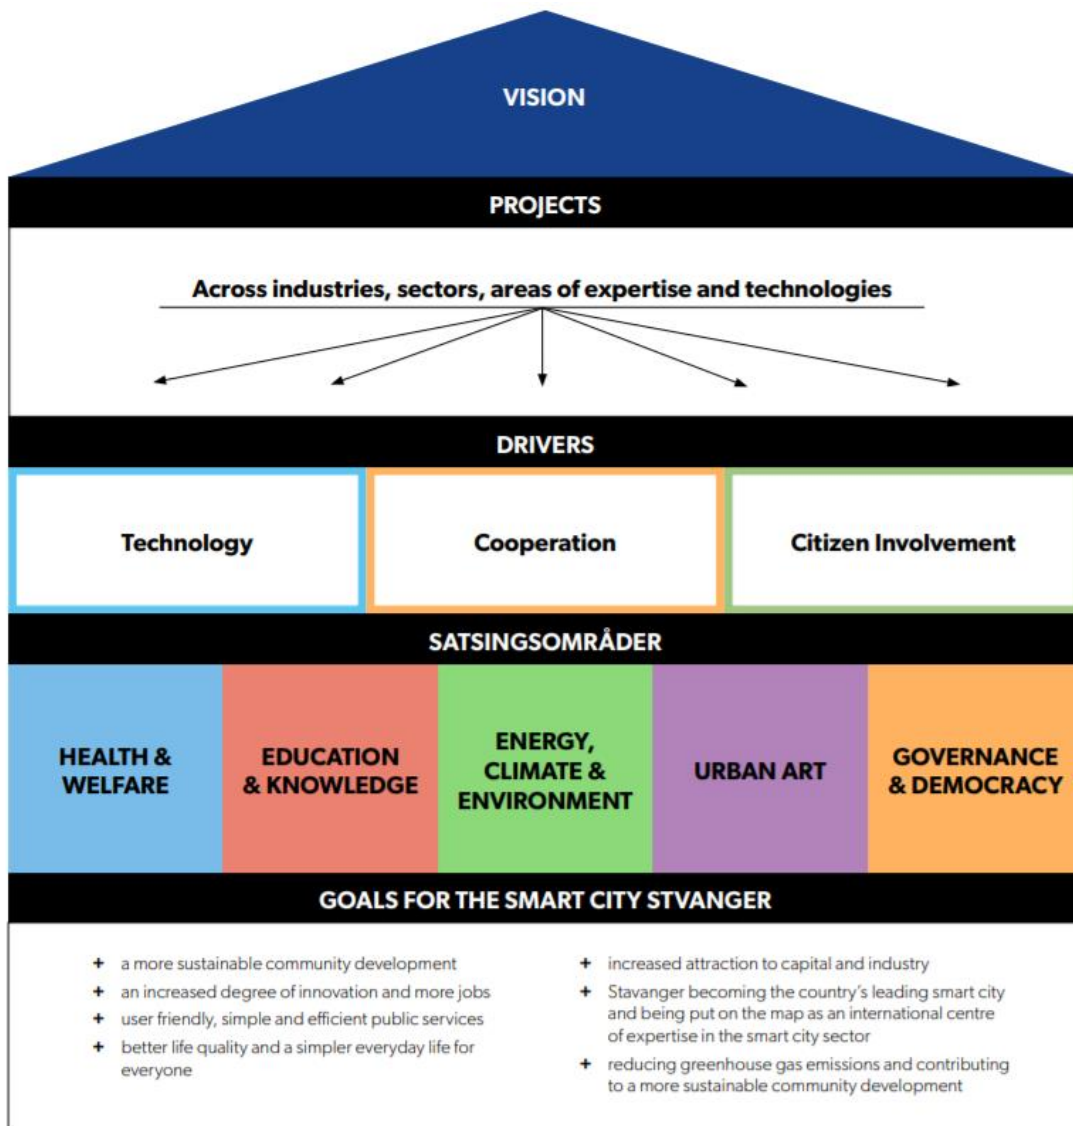 VISION
PROJECTS
Across industries, sectors, areas of expertise and technologies
DRIVERS
Technology
Cooperation
Citizen Involvement
SATSINGSOMRÅDER
HEALTH &
WELFARE
EDUCATION
& KNOWLEDGE
ENERGY,
CLIMATE &
ENVIRONMENT
URBAN ART
GOVERNANCE
& DEMOCRACY
GOALS FOR THE SMART CITY STVANGER
+ a more sustainable community development
+ an increased degree of innovation and more jobs
+ user friendly, simple and efficient public services
+ better life quality and a simpler everyday life for
everyone
+ increased attraction to capital and industry
+ Stavanger becoming the country's leading smart city
and being put on the map as an international centre
of expertise in the smart city sector
+ reducing greenhouse gas emissions and contributing
to a more sustainable community development